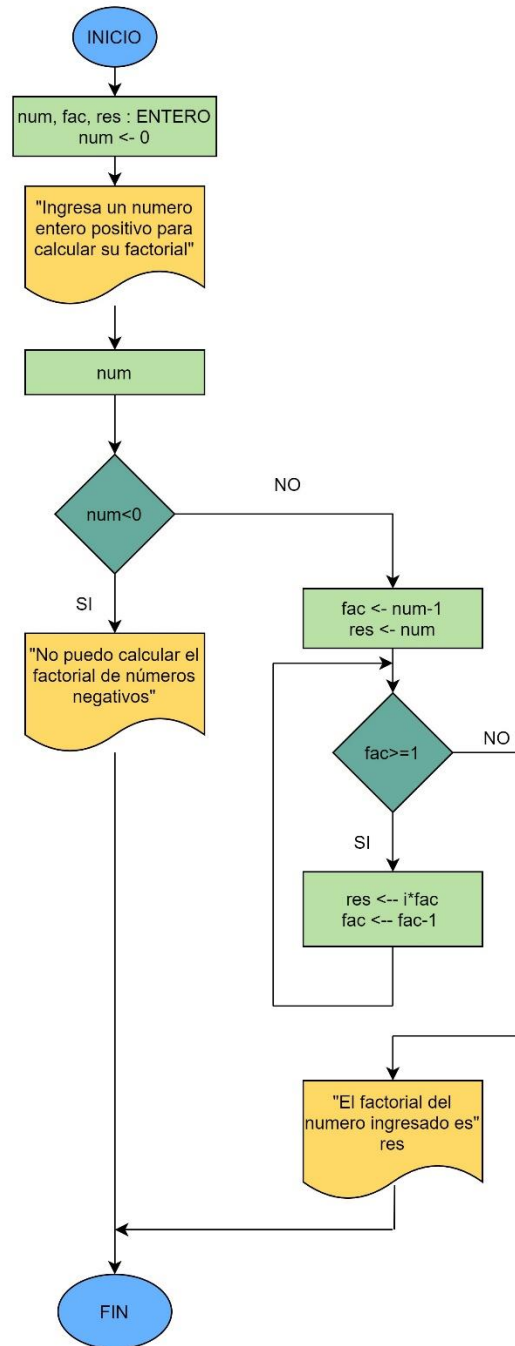 INICIO
num, fac, res : ENTERO
num <- 0
"Ingresa un numero
entero positivo para
calcular su factorial"
num
num<0
NO
SI
"No puedo calcular el
factorial de números
negativos"
fac <- num-1
res <- num
fac>=1
NO
SI
res <-- i*fac
fac <-- fac-1
"El factorial del
numero ingresado es"
res
FIN